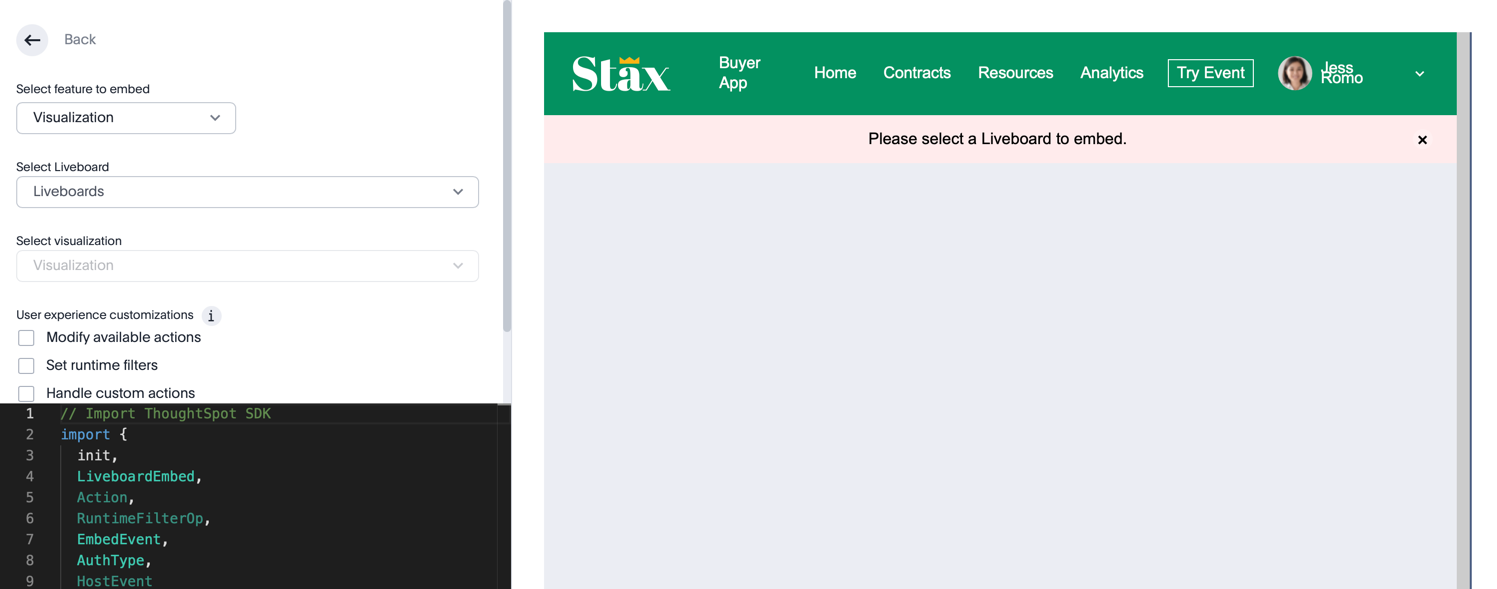 Back
Select feature to embed
Visualization
Select Liveboard
Liveboards
Select visualization
Visualization
User experience customizations i
Modify available actions
Set runtime filters
Handle custom actions
1 // Import ThoughtSpot SDK
2 import {
3 init,
4 LiveboardEmbed,
5 Action,
6 RuntimeFilterOp,
7 EmbedEvent,
8 AuthType,
9 HostEvent
Stax
Buyer
App
Home Contracts Resources Analytics Try Event
Jess
Romo
Please select a Liveboard to embed.